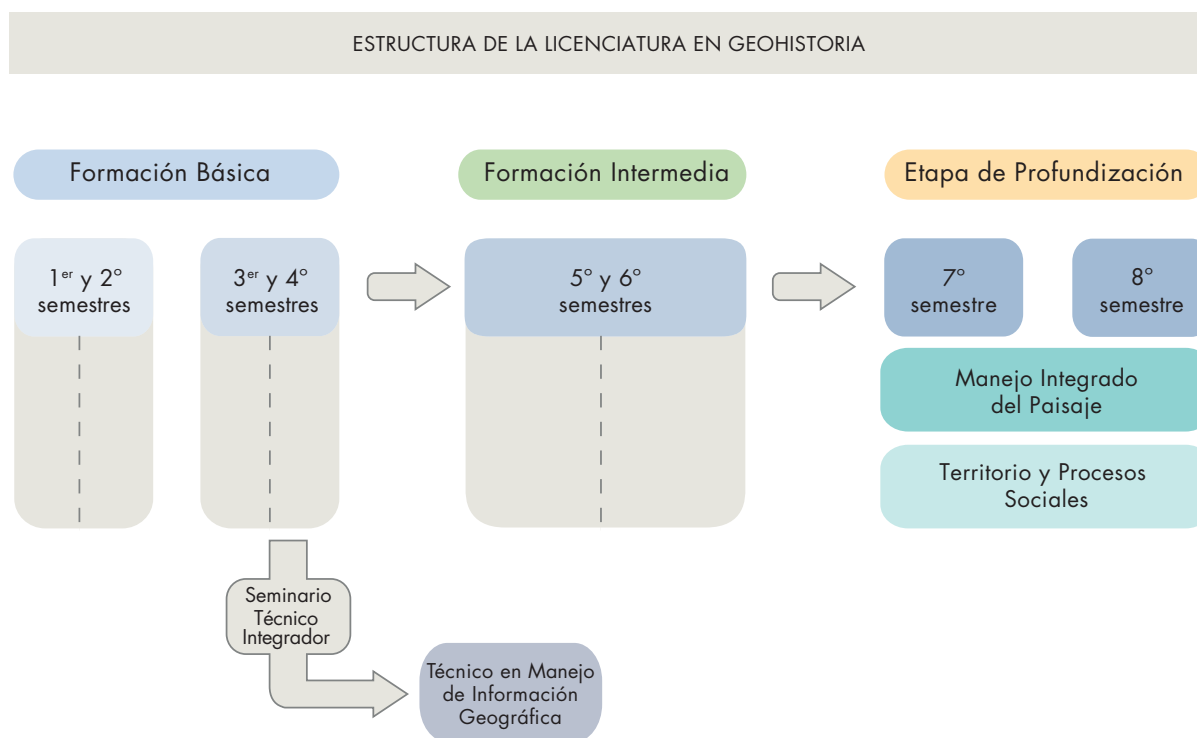 ESTRUCTURA DE LA LICENCIATURA EN GEOHISTORIA
Formación Básica
Formación Intermedia
Etapa de Profundización
1er y 2º
semestres
3er y 4º
semestres
5º y 6º
semestres
7º
semestre
8º
semestre
Manejo Integrado
del Paisaje
Territorio y Procesos
Sociales
Seminario
Técnico
Integrador
Técnico en Manejo
de Información
Geográfica